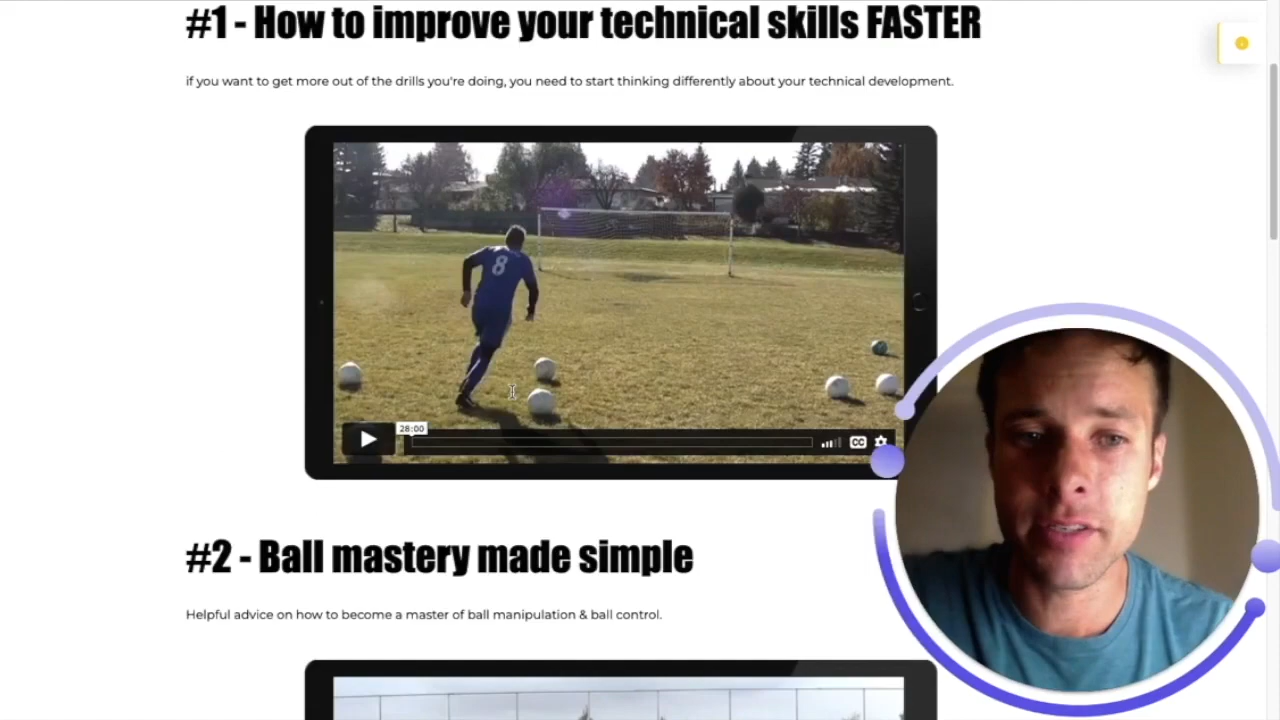 #1 - How to improve your technical skills FASTER
if you want to get more out of the drills you're doing, you need to start thinking differently about your technical development.
8
28:00
CC
#2 - Ball mastery made simple
Helpful advice on how to become a master of ball manipulation & ball control.